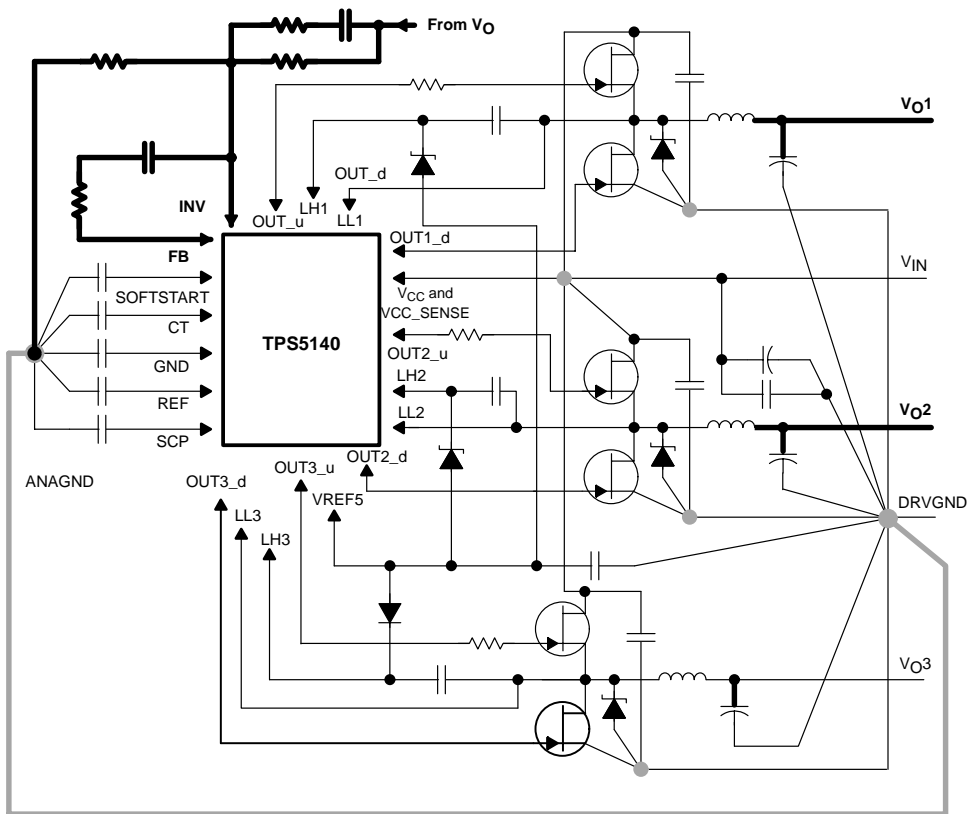 From VO
VO1
OUT_d
INV
LH1
OUT_u
LL1
OUT1_d
FB
VIN
SOFTSTART
VCC and
VCC_SENSE
CT
TPS5140
OUT2_u
GND
LH2
REF
LL2
VO2
SCP
OUT2_d
OUT3_u
ANAGND
OUT3_d
VREF5
DRVGND
LL3
LH3
VO3